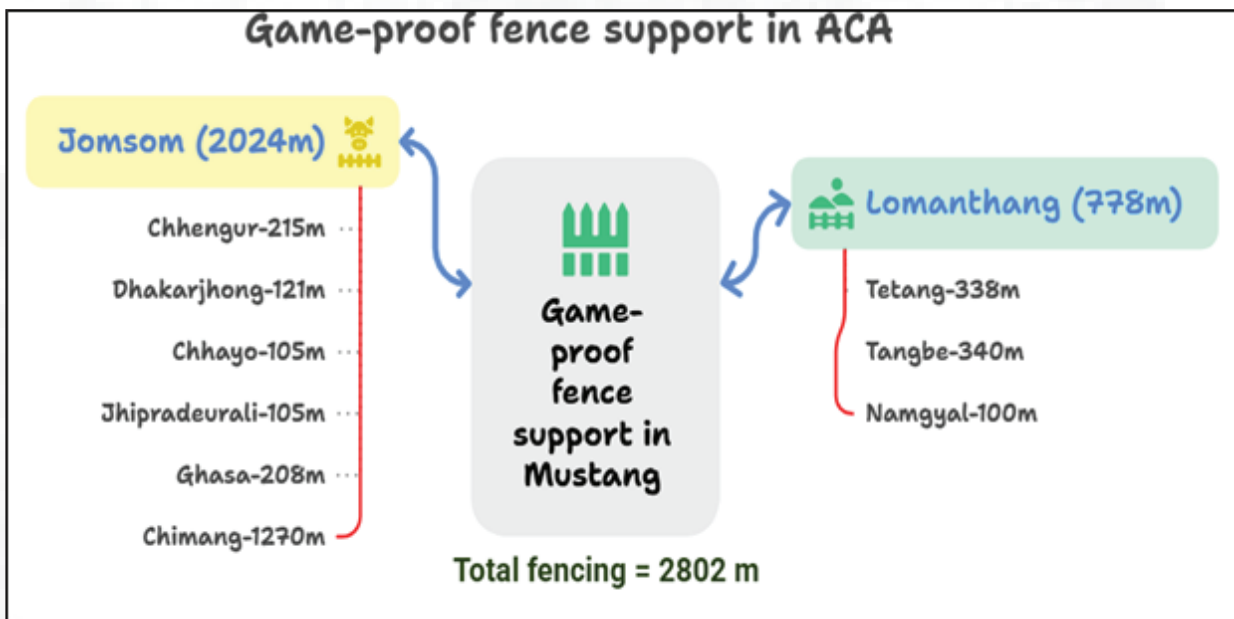 Game-proof fence support in ACA
Jomsom (2024m)
Chhengur-215m
Dhakarjhong-121m
Chhayo-105m
Jhipradeurali-105m
Ghasa-208m
Chimang-1270m
Game-
proof
fence
support in
Mustang
Lomanthang (778m)
Tetang-338m
Tangbe-340m
Namgyal-100m
Total fencing = 2802 m